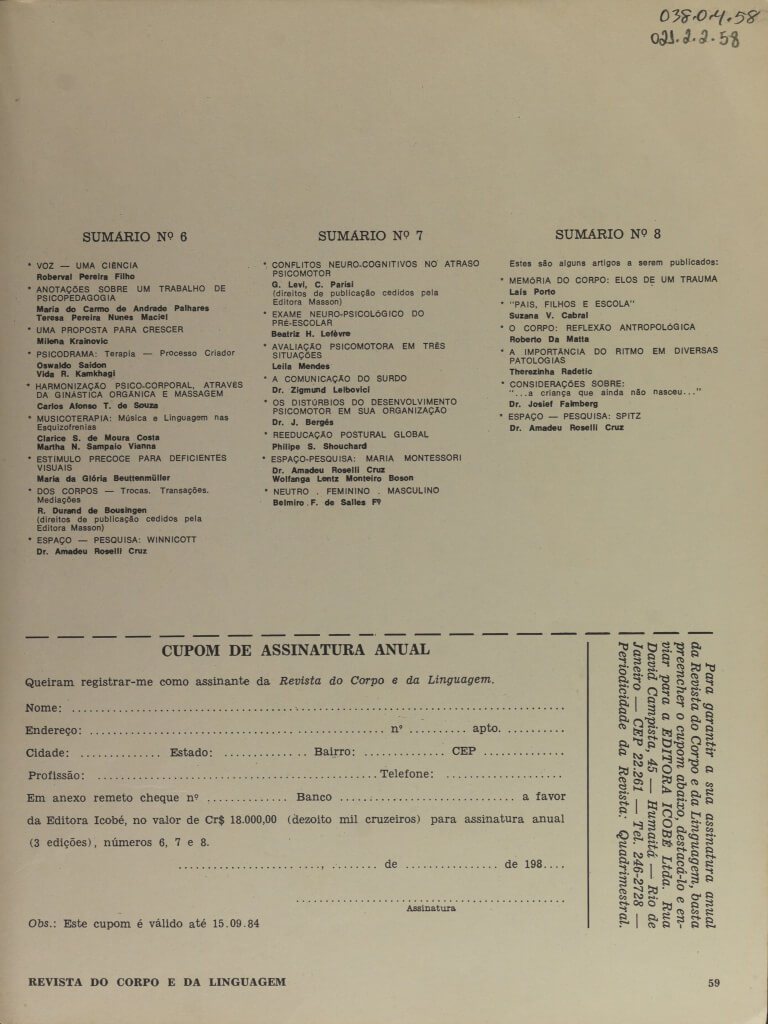 038.04.58
021.2.2.58
SUMÁRIO Nº 6
* VOZ — UMA CIÊNCIA
Roberval Pereira Filho
* ANOTAÇÕES SOBRE UM TRABALHO DE
PSICOPEDAGOGIA
Maria do Carmo de Andrade Palhares
Teresa Pereira Nunes Maciel
* UMA PROPOSTA PARA CRESCER
Milena Krainovic
* PSICODRAMA: Terapia — Processo Criador
Oswaldo Saidon
Vida R. Kamkhagi
* HARMONIZAÇÃO PSICO-CORPORAL, ATRAVÉS
DA GINÁSTICA ORGÂNICA E MASSAGEM
Carlos Afonso T. de Souza
* MUSICOTERAPIA: Música e Linguagem nas
Esquizofrenias
Clarice S. de Moura Costa
Martha N. Sampaio Vianna
* ESTÍMULO PRECOCE PARA DEFICIENTES
VISUAIS
Maria da Glória Beuttenmüller
* DOS CORPOS — Trocas. Transações.
Mediações
R. Durand de Bousingen
(direitos de publicação cedidos pela
Editora Masson)
* ESPAÇO — PESQUISA: WINNICOTT
Dr. Amadeu Roselli Cruz
SUMÁRIO Nº 7
* CONFLITOS NEURO-COGNITIVOS NO ATRASO
PSICOMOTOR
G. Levi, C. Parisi
(direitos de publicação cedidos pela
Editora Masson)
* EXAME NEURO-PSICOLÓGICO DO
PRÉ-ESCOLAR
Beatriz H. Lefèvre
* AVALIAÇÃO PSICOMOTORA EM TRÊS
SITUAÇÕES
Leila Mendes
* A COMUNICAÇÃO DO SURDO
Dr. Zigmund Leibovici
* OS DISTÚRBIOS DO DESENVOLVIMENTO
PSICOMOTOR EM SUA ORGANIZAÇÃO
Dr. J. Bergés
* REEDUCAÇÃO POSTURAL GLOBAL
Philipe S. Shouchard
* ESPAÇO-PESQUISA: MARIA MONTESSORI
Dr. Amadeu Roselli Cruz
Wolfanga Lentz Monteiro Boson
* NEUTRO . FEMININO . MASCULINO
Belmiro F. de Salles Fº
SUMÁRIO Nº 8
Estes são alguns artigos a serem publicados:
* MEMÓRIA DO CORPO: ELOS DE UM TRAUMA
Lais Porto
* "PAIS, FILHOS E ESCOLA"
Suzana V. Cabral
* O CORPO: REFLEXÃO ANTROPOLÓGICA
Roberto Da Matta
* A IMPORTÂNCIA DO RITMO EM DIVERSAS
PATOLOGIAS
Therezinha Radetic
* CONSIDERAÇÕES SOBRE:
"...a criança que ainda não nasceu..."
Dr. Josief Faimberg
* ESPAÇO — PESQUISA: SPITZ
Dr. Amadeu Roselli Cruz
CUPOM DE ASSINATURA ANUAL
Queiram registrar-me como assinante da Revista do Corpo e da Linguagem.
Nome: ..........
Endereço: .......... nº .......... apto. ..........
Cidade: ............. Estado: ............. Bairro: ............. CEP .............
Profissão: .......... Telefone: ..........
Em anexo remeto cheque nº ............. Banco .......... a favor
da Editora Icobé, no valor de Cr$ 18.000,00 (dezoito mil cruzeiros) para assinatura anual
(3 edições), números 6, 7 e 8.
......................, ........ de ................ de 198....
Assinatura
Obs.: Este cupom é válido até 15.09.84
Para garantir a sua assinatura anual
da Revista do Corpo e da Linguagem, basta
preencher o cupom abaixo, destacá-lo e en-
viar para a EDITORA ICOBÉ Ltda. Rua
David Campista, 45 — Humaitá — Rio de
Janeiro — CEP 22.261 — Tel. 246-2728 —
Periodicidade da Revista: Quadrimestral.
REVISTA DO CORPO E DA LINGUAGEM
59